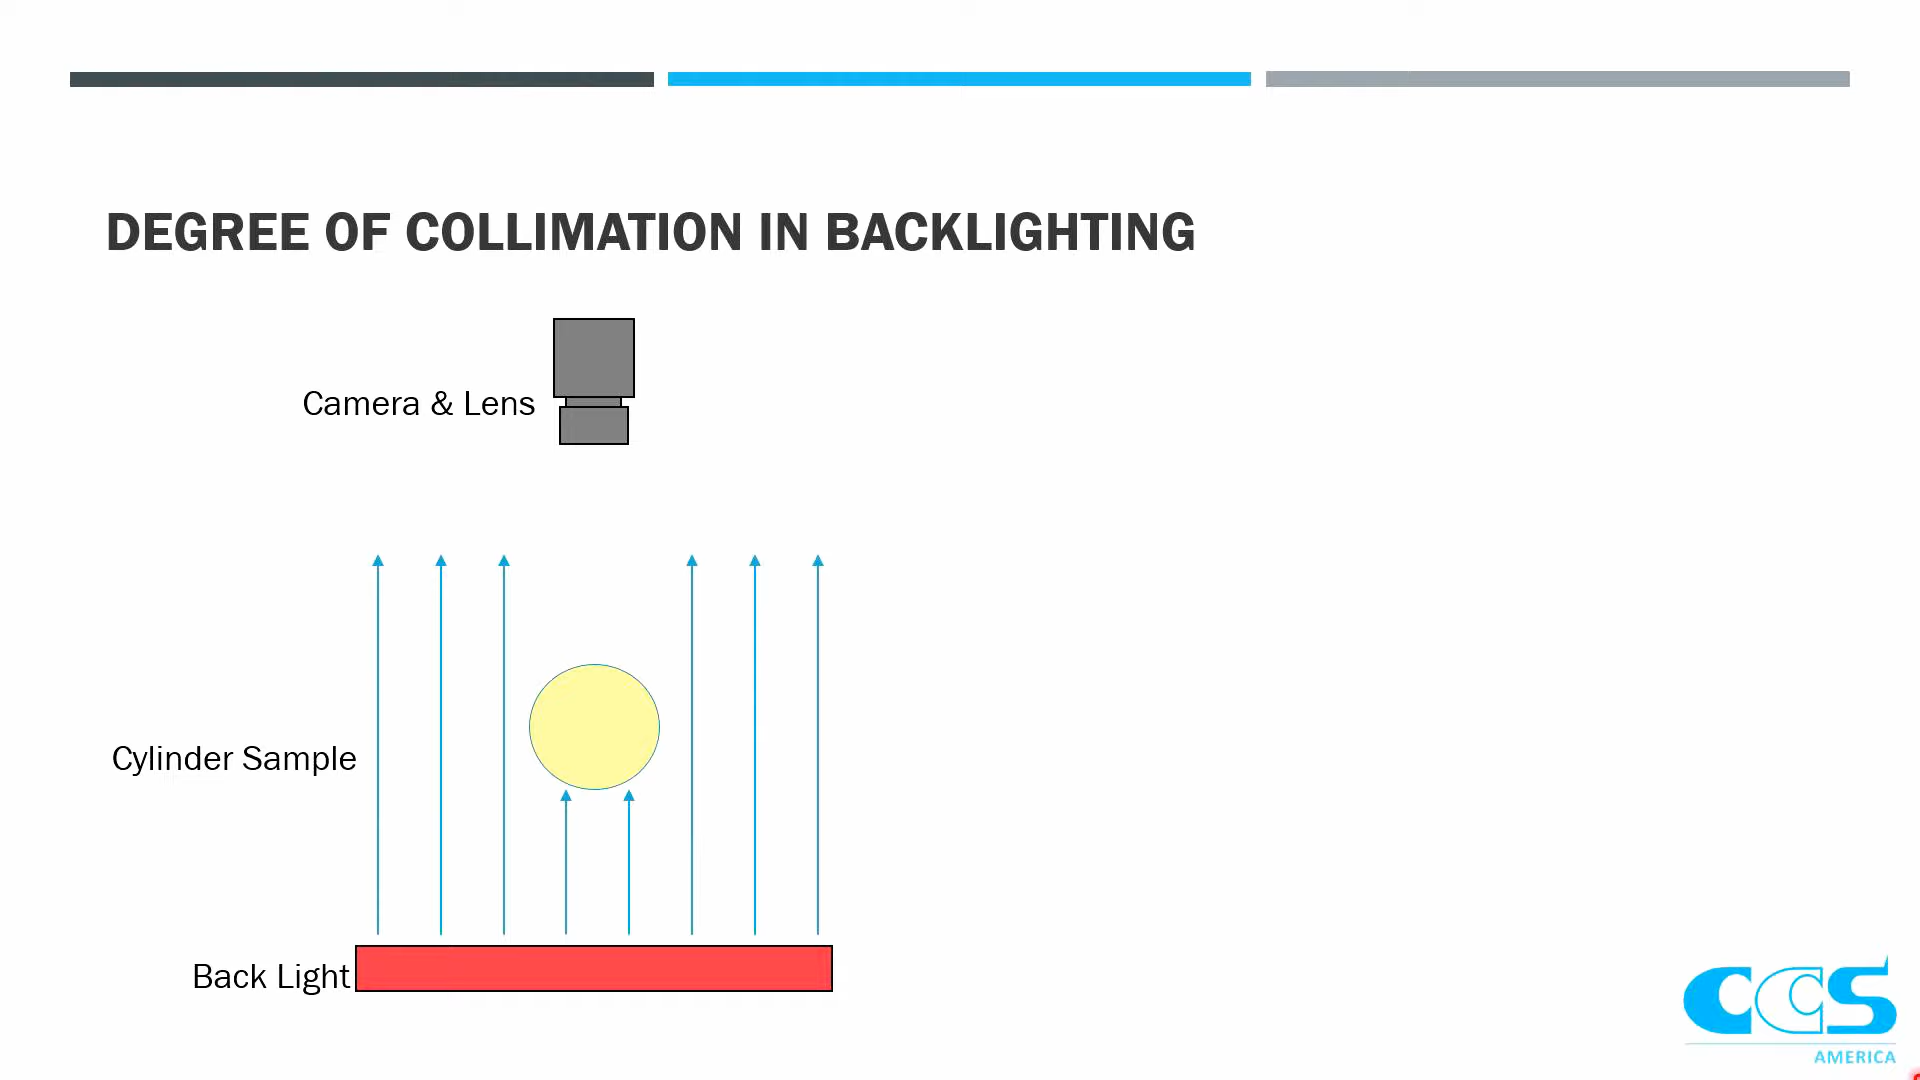 DEGREE OF COLLIMATION IN BACKLIGHTING
Camera & Lens
Cylinder Sample
Back Light
CCS
AMERICA